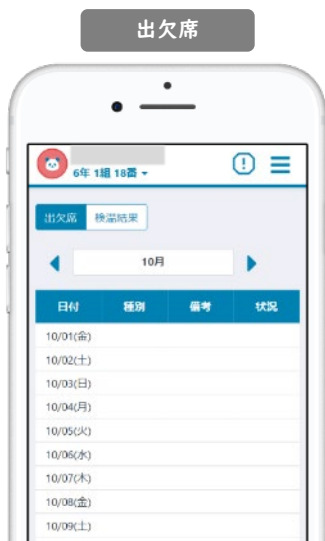 出欠席
6年 1組 18番
出欠席 検温結果
10月
日付 種別 備考 状況
10/01(金)
10/02(土)
10/03(日)
10/04(月)
10/05(火)
10/06(水)
10/07(木)
10/08(金)
10/09(土)